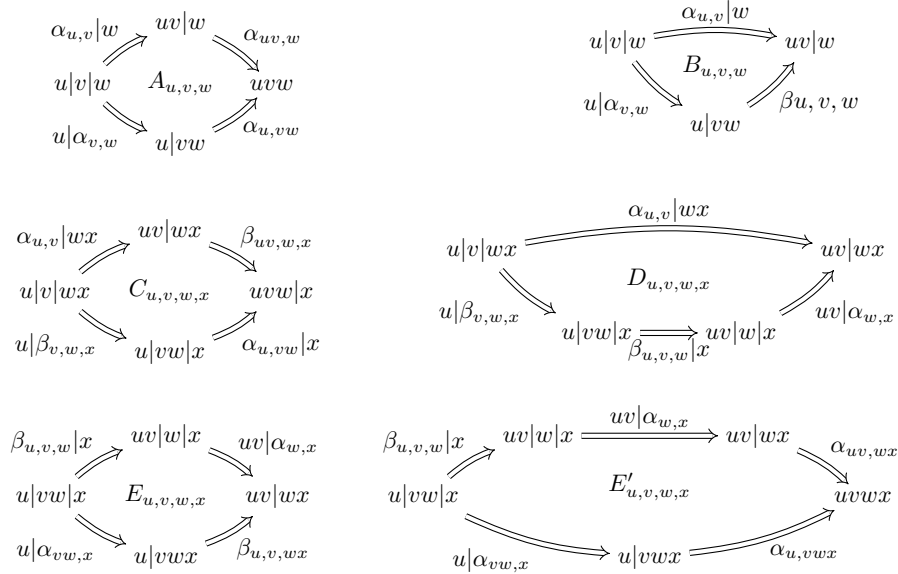 α_{u,v}|w uv|w α_{uv,w}
u|v|w A_{u,v,w} uvw
u|α_{v,w} u|vw α_{u,vw}
α_{u,v}|w
u|v|w B_{u,v,w} uv|w
u|α_{v,w} βu, v, w
u|vw
α_{u,v}|wx uv|wx β_{uv,w,x}
u|v|wx C_{u,v,w,x} uvw|x
u|β_{v,w,x} u|vw|x α_{u,vw}|x
α_{u,v}|wx
u|v|wx D_{u,v,w,x} uv|wx
u|β_{v,w,x} uv|α_{w,x}
u|vw|x uv|w|x
β_{u,v,w}|x
β_{u,v,w}|x uv|w|x uv|α_{w,x}
u|vw|x E_{u,v,w,x} uv|wx
u|α_{vw,x} u|vwx β_{u,v,wx}
uv|α_{w,x}
β_{u,v,w}|x uv|w|x uv|wx α_{uv,wx}
u|vw|x E′_{u,v,w,x} uvwx
u|α_{vw,x} u|vwx α_{u,vwx}